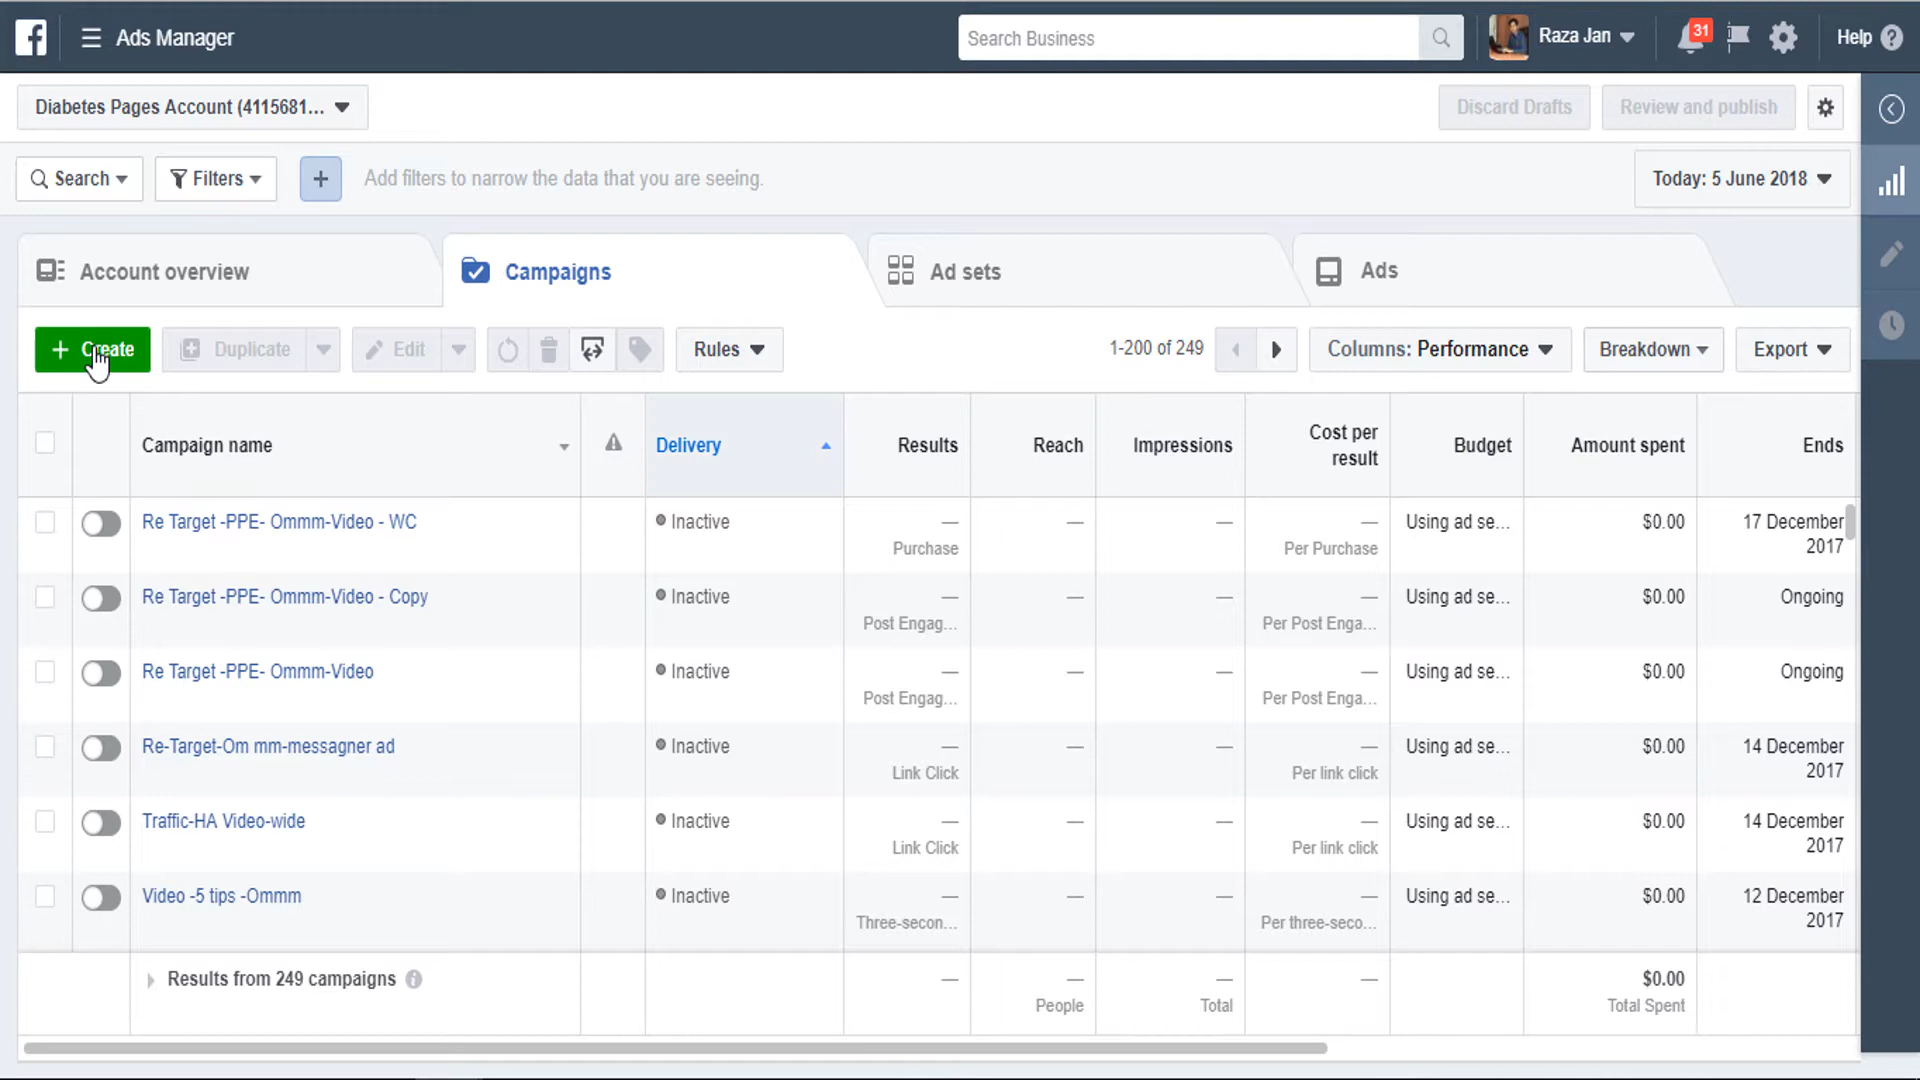 f
Ads Manager
Search Business
Raza Jan
31
Help
Diabetes Pages Account (4115681...
Discard Drafts
Review and publish
Search
Filters
+
Add filters to narrow the data that you are seeing.
Today: 5 June 2018
Account overview
Campaigns
Ad sets
Ads
+ Create
Duplicate
Edit
Rules
1-200 of 249
Columns: Performance
Breakdown
Export
Campaign name
Delivery
Results
Reach
Impressions
Cost per
result
Budget
Amount spent
Ends
Re Target -PPE- Ommm-Video - WC
Inactive
—
—
—
—
Using ad se...
$0.00
17 December
2017
Purchase
Per Purchase
Re Target -PPE- Ommm-Video - Copy
Inactive
—
—
—
—
Using ad se...
$0.00
Ongoing
Post Engag...
Per Post Enga...
Re Target -PPE- Ommm-Video
Inactive
—
—
—
—
Using ad se...
$0.00
Ongoing
Post Engag...
Per Post Enga...
Re-Target-Om mm-messagner ad
Inactive
—
—
—
—
Using ad se...
$0.00
14 December
2017
Link Click
Per link click
Traffic-HA Video-wide
Inactive
—
—
—
—
Using ad se...
$0.00
14 December
2017
Link Click
Per link click
Video -5 tips -Ommm
Inactive
—
—
—
—
Using ad se...
$0.00
12 December
2017
Three-secon...
Per three-seco...
Results from 249 campaigns
—
—
—
—
$0.00
People
Total
Total Spent